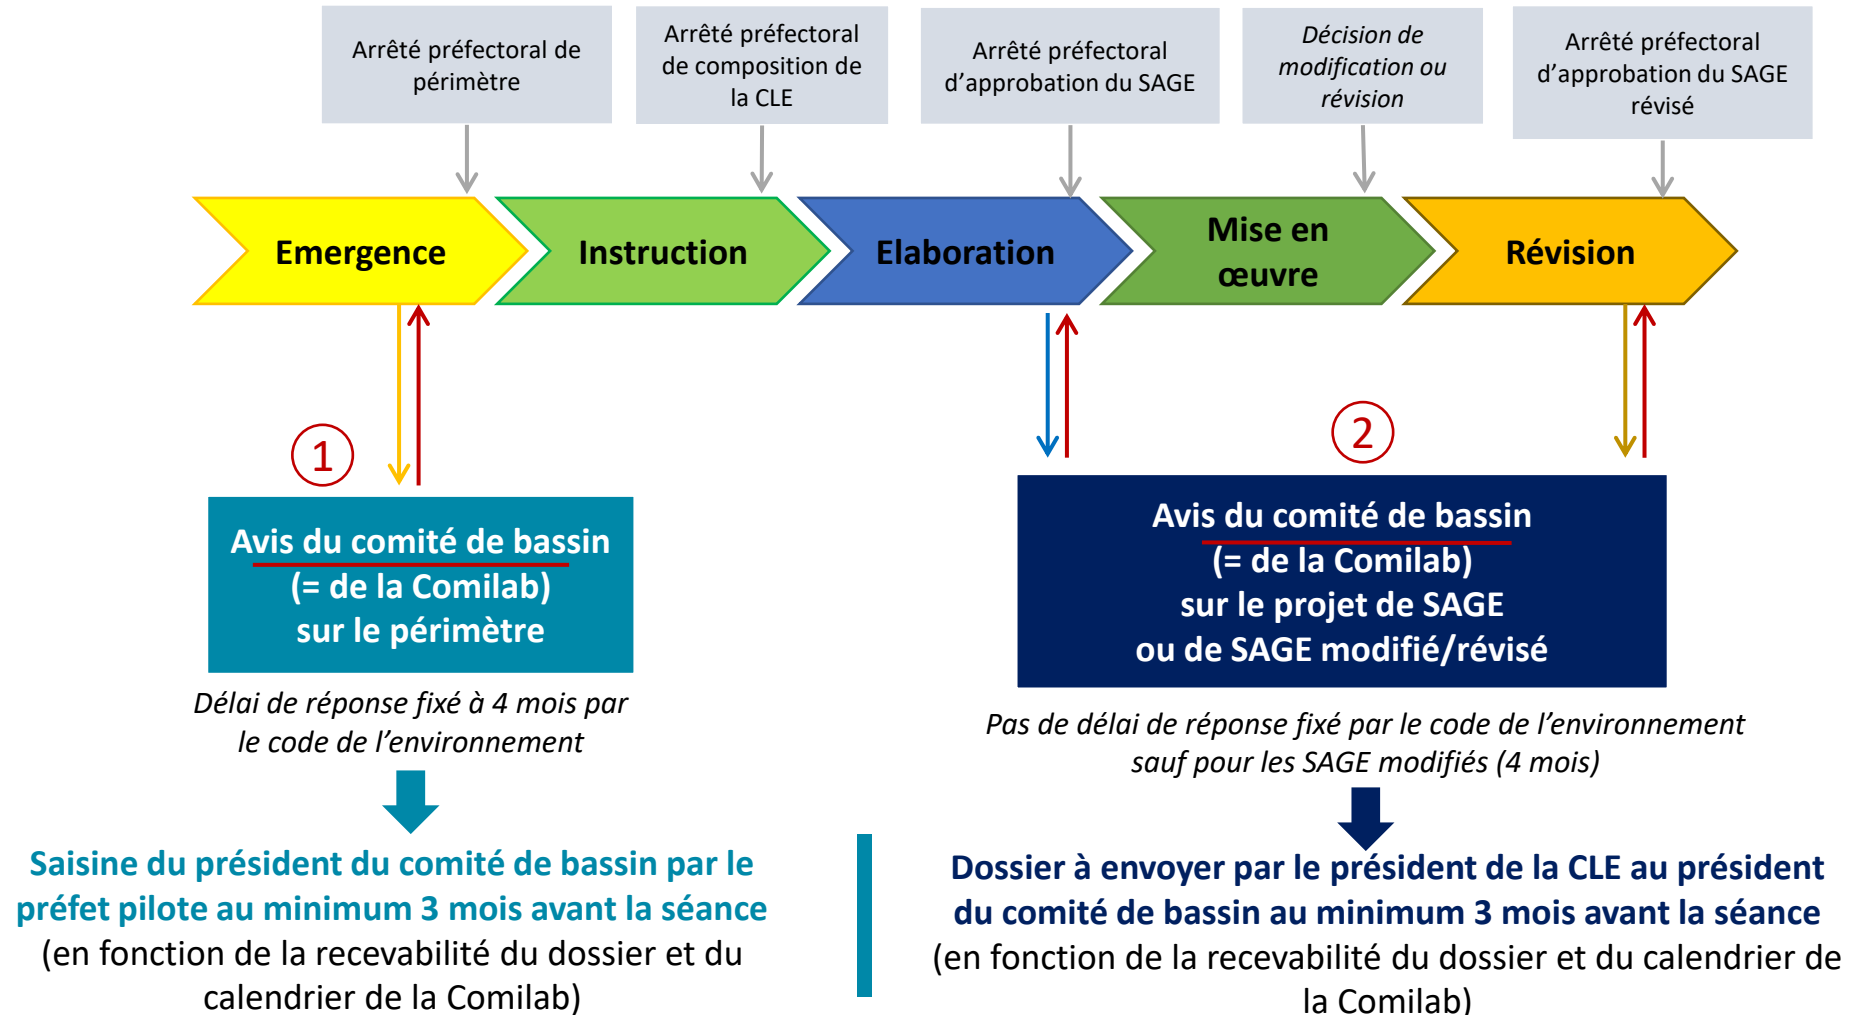 Arrêté préfectoral de
périmètre
Arrêté préfectoral
de composition de
la CLE
Arrêté préfectoral
d’approbation du SAGE
Décision de
modification ou
révision
Arrêté préfectoral
d’approbation du SAGE
révisé
Emergence
Instruction
Elaboration
Mise en
œuvre
Révision
1
Avis du comité de bassin
(= de la Comilab)
sur le périmètre
Délai de réponse fixé à 4 mois par
le code de l’environnement
Saisine du président du comité de bassin par le
préfet pilote au minimum 3 mois avant la séance
(en fonction de la recevabilité du dossier et du
calendrier de la Comilab)
2
Avis du comité de bassin
(= de la Comilab)
sur le projet de SAGE
ou de SAGE modifié/révisé
Pas de délai de réponse fixé par le code de l’environnement
sauf pour les SAGE modifiés (4 mois)
Dossier à envoyer par le président de la CLE au président
du comité de bassin au minimum 3 mois avant la séance
(en fonction de la recevabilité du dossier et du calendrier de
la Comilab)